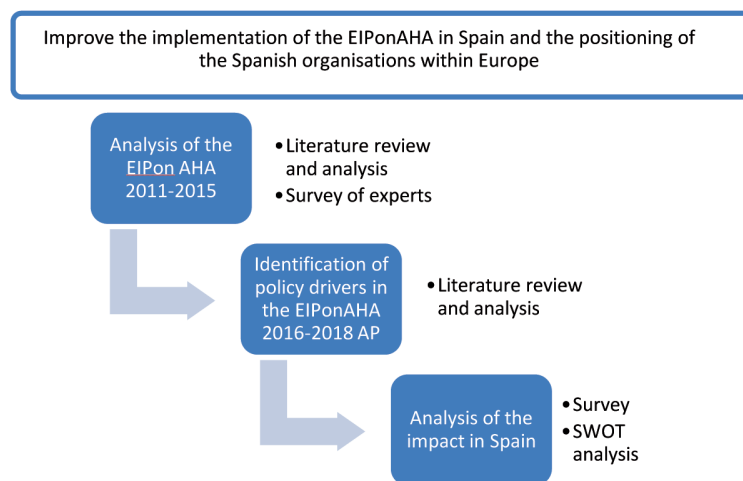 Improve the implementation of the EIPonAHA in Spain and the positioning of
the Spanish organisations within Europe
Analysis of the
EIPon AHA
2011-2015
•Literature review
and analysis
•Survey of experts
Identification of
policy drivers in
the EIPonAHA
2016-2018 AP
•Literature review
and analysis
Analysis of the
impact in Spain
•Survey
•SWOT
analysis